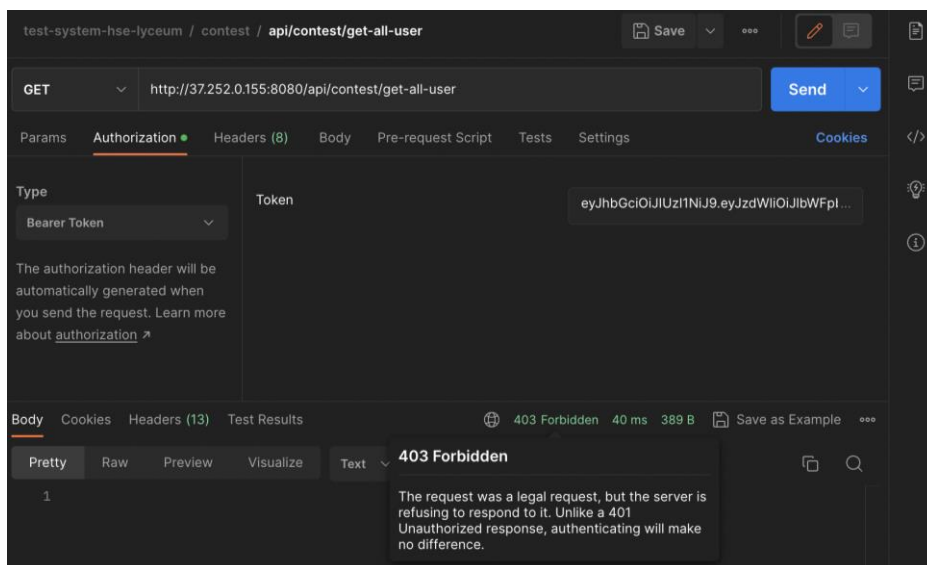 test-system-hse-lyceum / contest / api/contest/get-all-user
Save
GET
http://37.252.0.155:8080/api/contest/get-all-user
Send
Params Authorization Headers (8) Body Pre-request Script Tests Settings Cookies
Type
Bearer Token
The authorization header will be
automatically generated when
you send the request. Learn more
about authorization ↗
Token
eyJhbGciOiJIUzI1NiJ9.eyJzdWIiOiJlbWFpl...
Body Cookies Headers (13) Test Results
403 Forbidden 40 ms 389 B Save as Example
Pretty Raw Preview Visualize Text
1
403 Forbidden
The request was a legal request, but the server is
refusing to respond to it. Unlike a 401
Unauthorized response, authenticating will make
no difference.